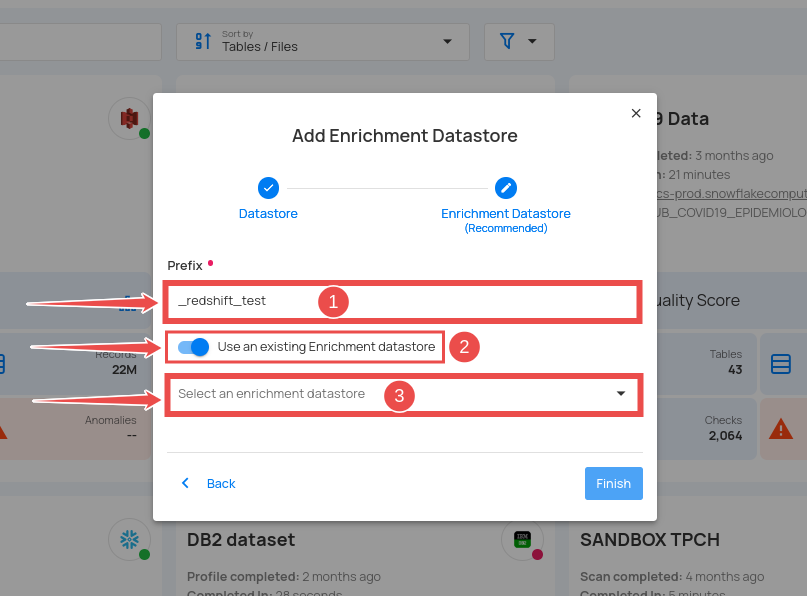 Sort by
Tables / Files
Add Enrichment Datastore
9 Data
Datastore
Enrichment Datastore
(Recommended)
leted: 3 months ago
n: 21 minutes
cs-prod.snowflakecomput
UB_COVID19_EPIDEMIOLO
Prefix
_redshift_test
1
uality Score
Use an existing Enrichment datastore
2
Records
22M
Tables
43
Select an enrichment datastore
3
Anomalies
--
Checks
2,064
Back
Finish
DB2 dataset
SANDBOX TPCH
Profile completed: 2 months ago
Scan completed: 4 months ago
Completed In: 28 seconds
Completed In: 5 minutes